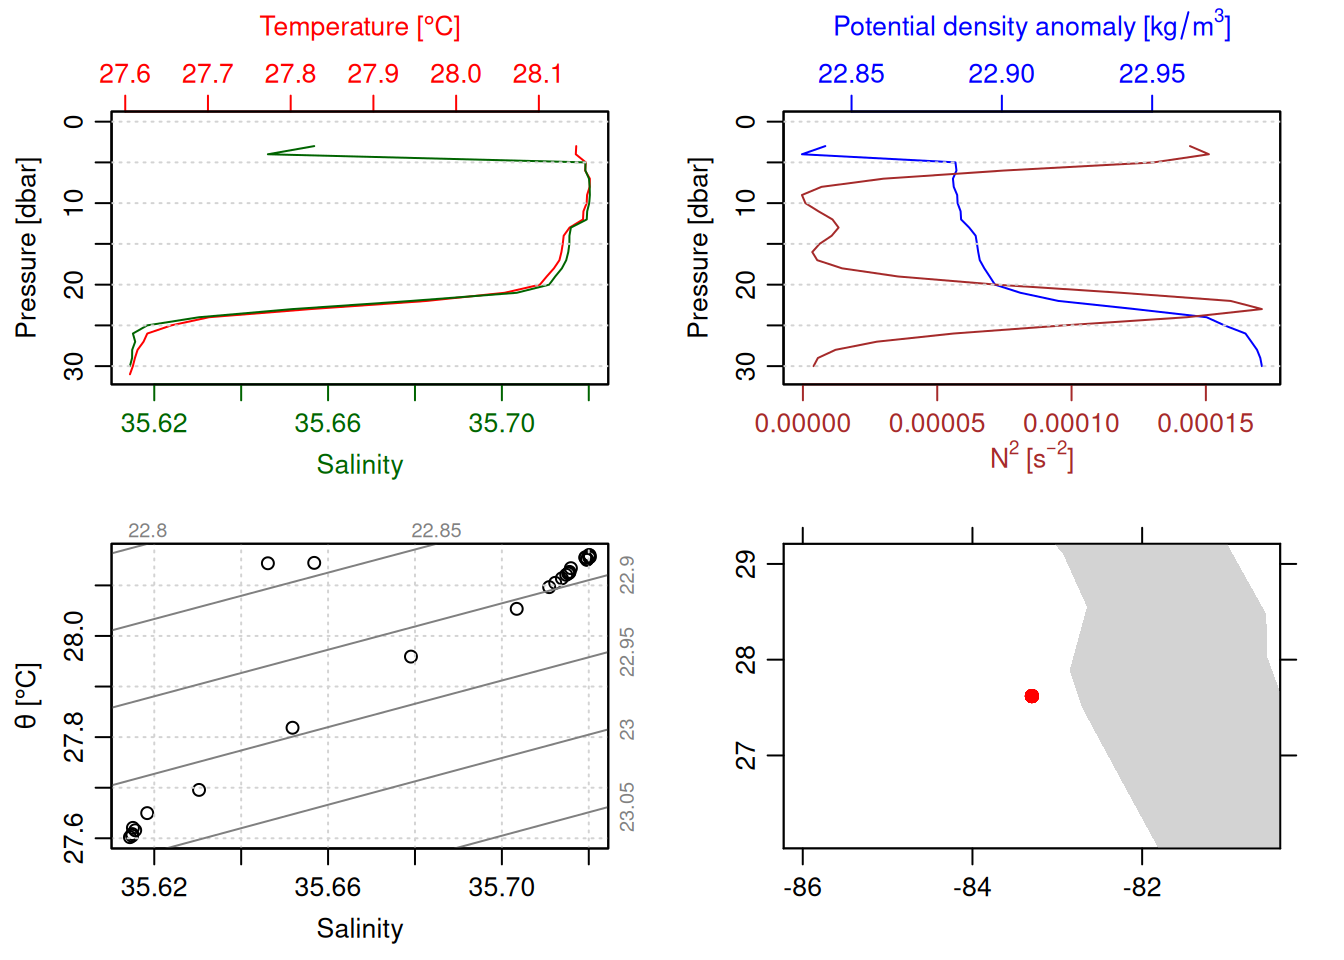 Temperature [°C]
27.6 27.7 27.8 27.9 28.0 28.1
Pressure [dbar]
0
10
20
30
35.62 35.66 35.70
Salinity
Potential density anomaly [kg/m³]
22.85 22.90 22.95
Pressure [dbar]
0
10
20
30
0.00000 0.00005 0.00010 0.00015
N² [s⁻²]
22.8 22.85
22.9
22.95
23
23.05
θ [°C]
28.0
27.8
27.6
35.62 35.66 35.70
Salinity
29
28
27
-86 -84 -82